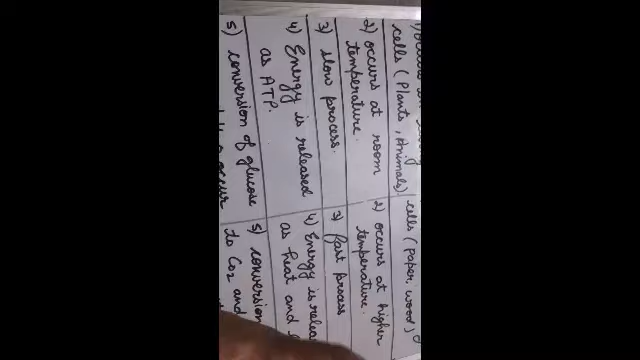 cells (Plants, Animals)
2) occurs at room
temperature.
3) slow process.
4) Energy is released
as ATP.
5) conversion of glucose
cells (paper, wood,
2) occurs at higher
temperature.
3) fast process
4) Energy is relea
as heat and
5) conversion
to CO2 and